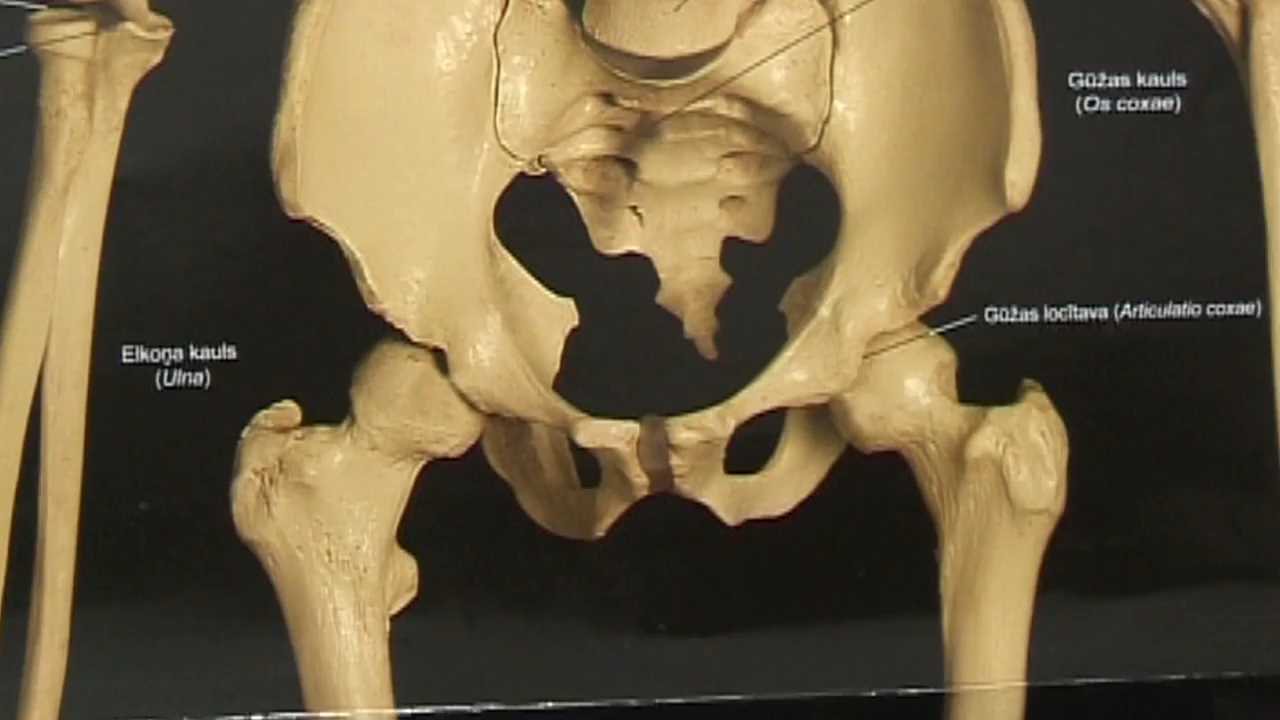 Gūžas kauls
(Os coxae)
Gūžas locītava (Articulatio coxae)
Elkoņa kauls
(Ulna)